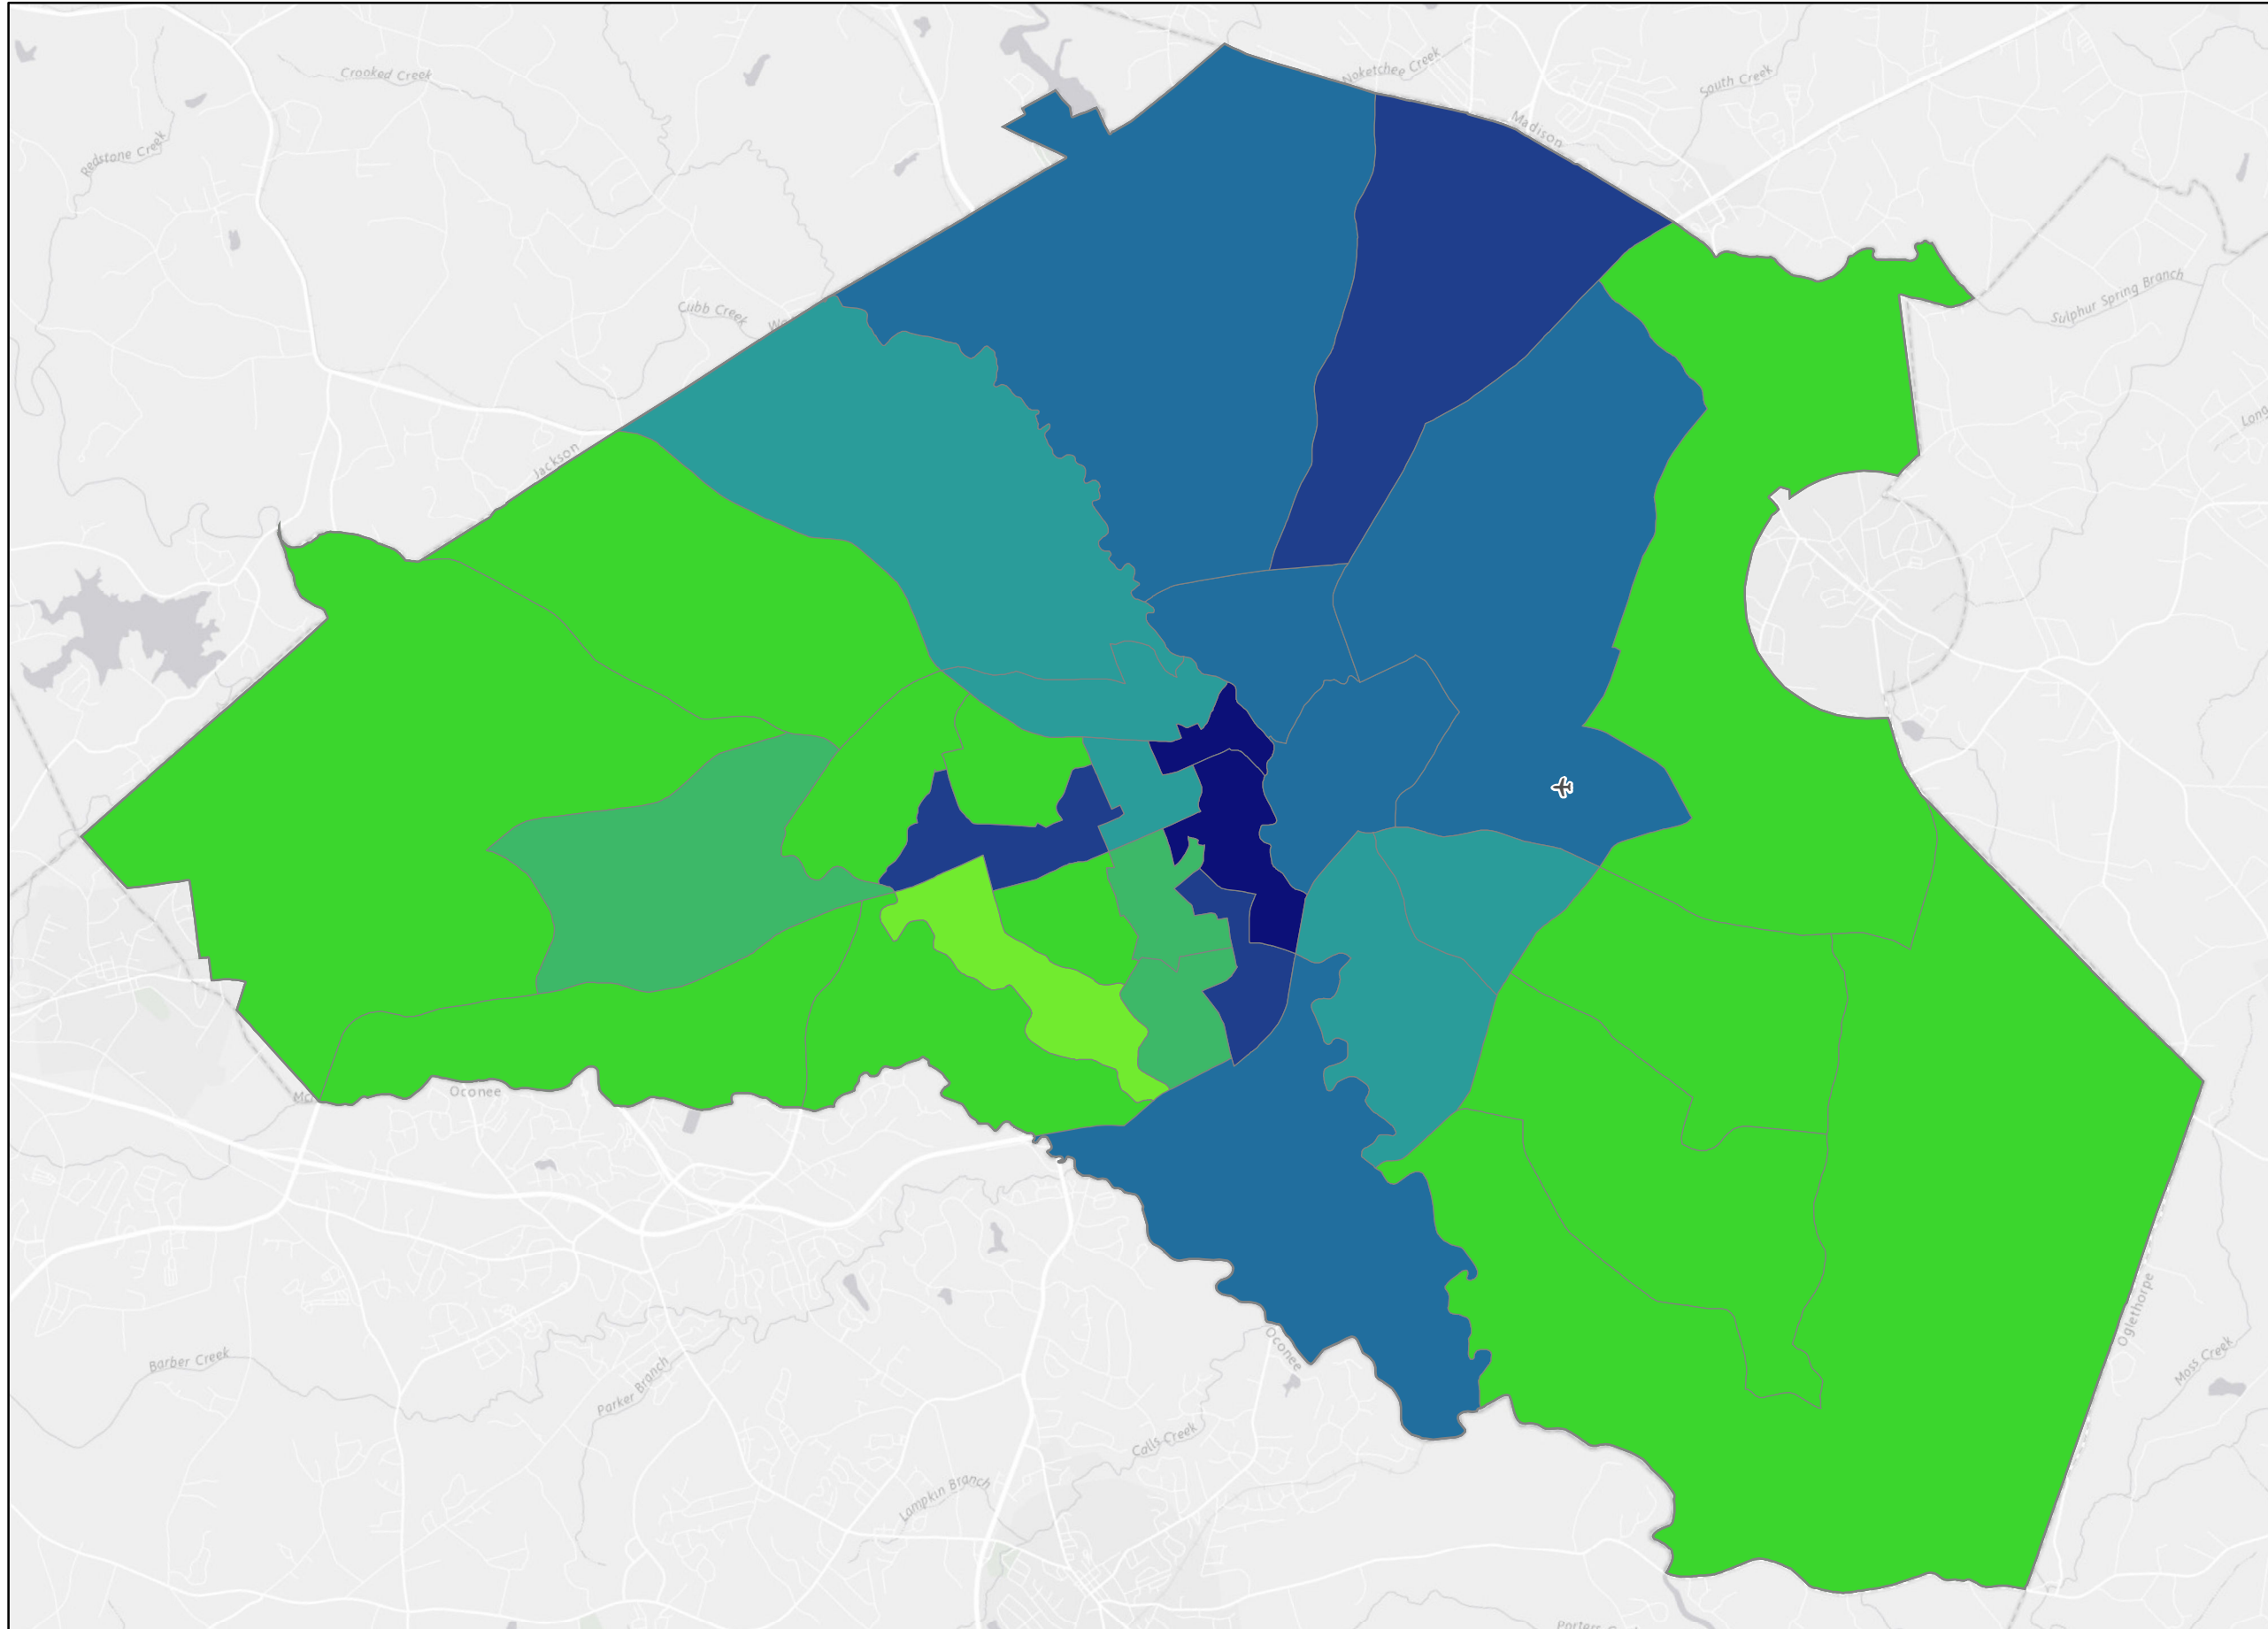 Crooked Creek
Noketchee Creek
South Creek
Redstone Creek
Madison
Sulphur Spring Branch
Cubb Creek
Jackson
Oconee
Oglethorpe
Oconee
Barber Creek
Parker Branch
Moss Creek
Calls Creek
Lampkin Branch